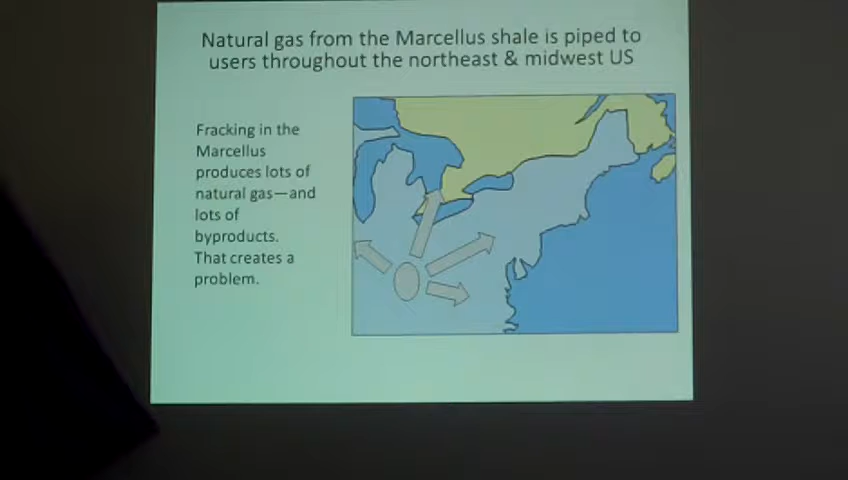 Natural gas from the Marcellus shale is piped to
users throughout the northeast & midwest US
Fracking in the
Marcellus
produces lots of
natural gas—and
lots of
byproducts.
That creates a
problem.